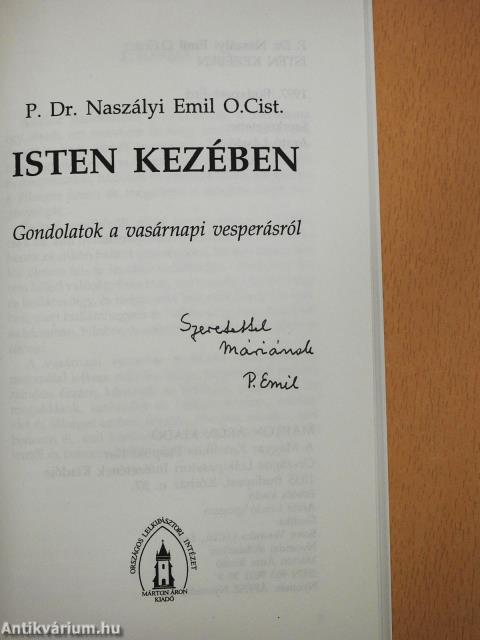 P. Dr. Naszályi Emil O.Cist.
ISTEN KEZÉBEN
Gondolatok a vasárnapi vesperásról
Szeretettel
Máriának
P. Emil
ORSZÁGOS LELKIPÁSZTORI INTÉZET
MÁRTON ÁRON
KIADÓ
Antikvárium.hu